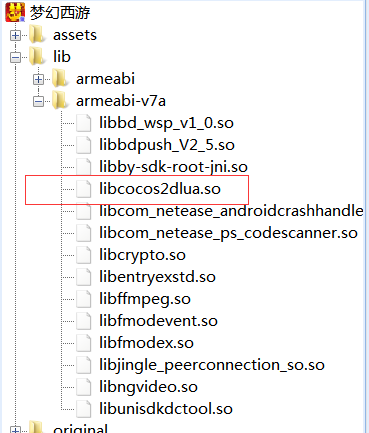 梦幻西游
assets
lib
armeabi
armeabi-v7a
libbd_wsp_v1_0.so
libbdpush_V2_5.so
libby-sdk-root-jni.so
libcocos2dlua.so
libcom_netease_androidcrashhandle
libcom_netease_ps_codescanner.so
libcrypto.so
libentryexstd.so
libffmpeg.so
libfmodevent.so
libfmodex.so
libjingle_peerconnection_so.so
libngvideo.so
libunisdkdctool.so
original